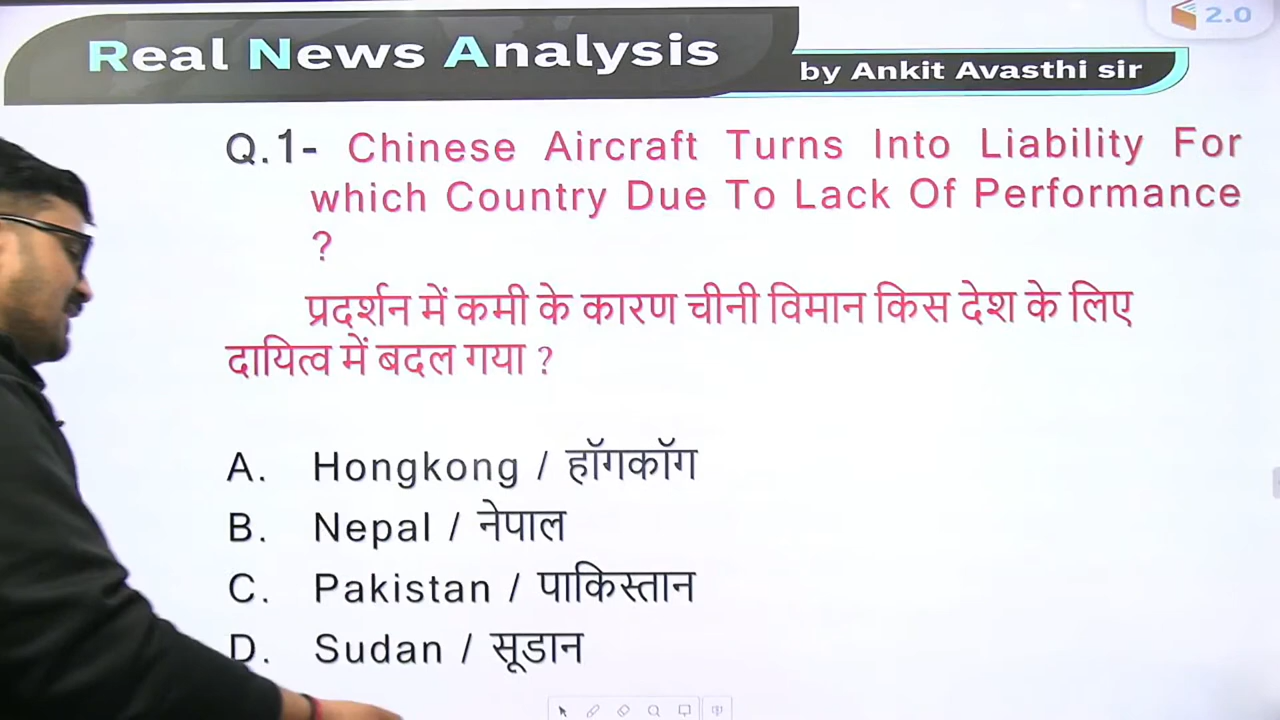 2.0
Real News Analysis
by Ankit Avasthi sir
Q.1- Chinese Aircraft Turns Into Liability For
which Country Due To Lack Of Performance
?
प्रदर्शन में कमी के कारण चीनी विमान किस देश के लिए
दायित्व में बदल गया ?
A. Hongkong / हॉगकॉग
B. Nepal / नेपाल
C. Pakistan / पाकिस्तान
D. Sudan / सूडान